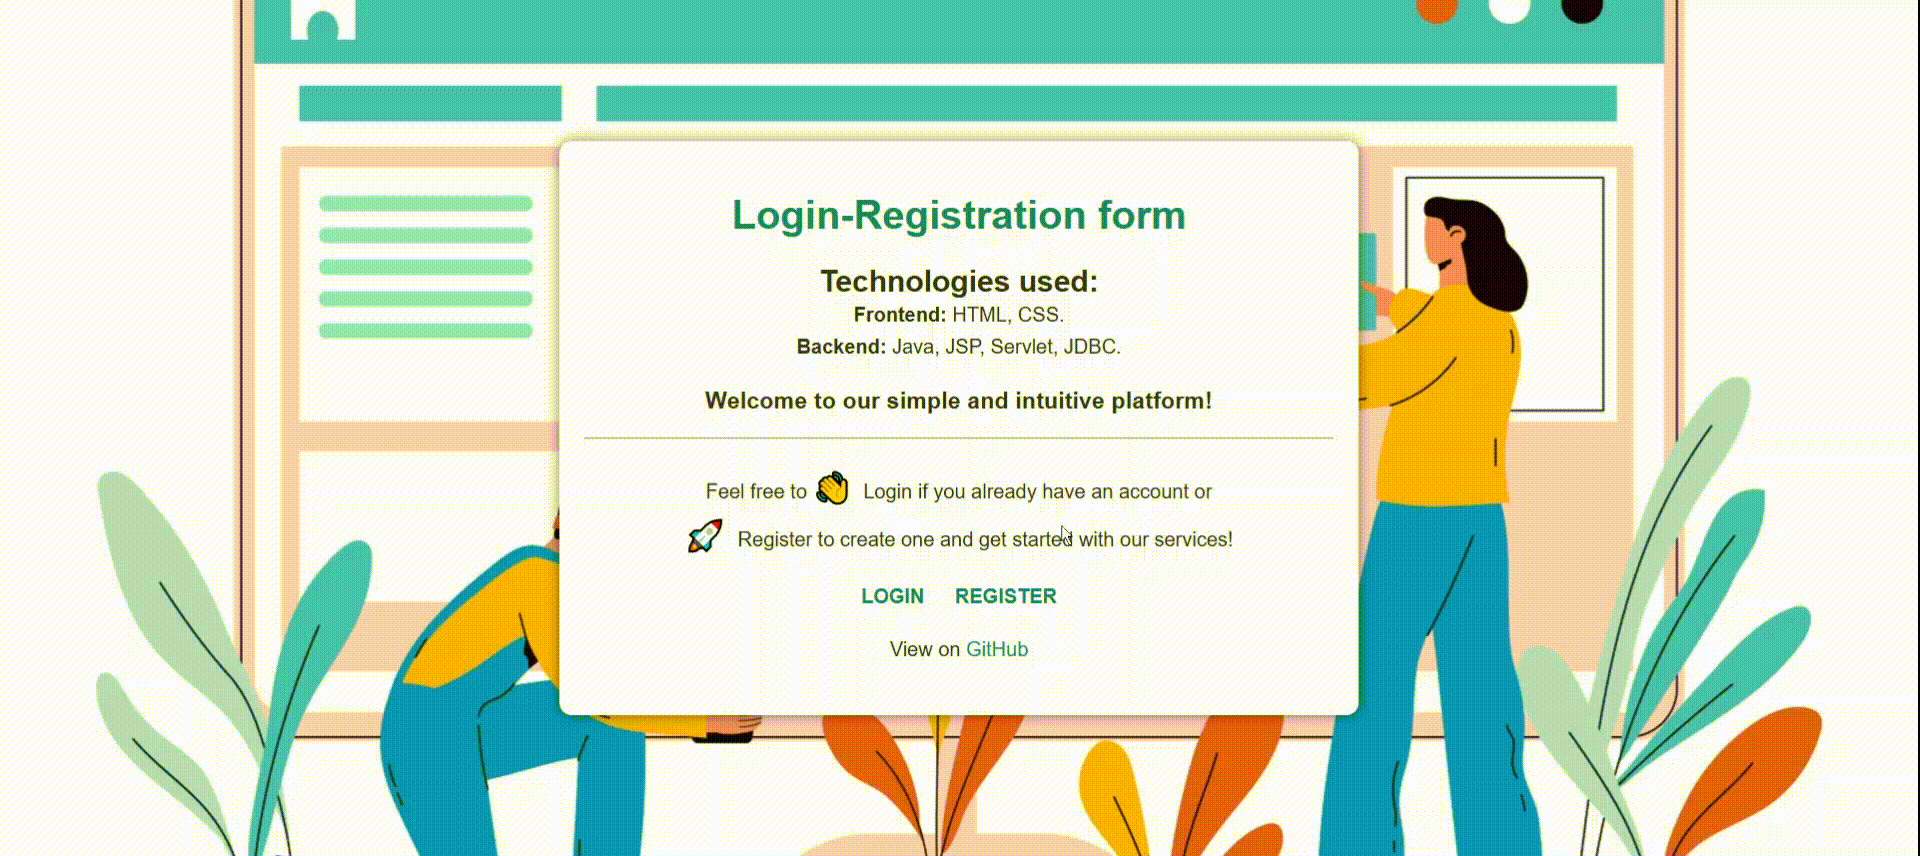 Login-Registration form
Technologies used:
Frontend: HTML, CSS.
Backend: Java, JSP, Servlet, JDBC.
Welcome to our simple and intuitive platform!
Feel free to 👋 Login if you already have an account or
🚀 Register to create one and get started with our services!
LOGIN REGISTER
View on GitHub